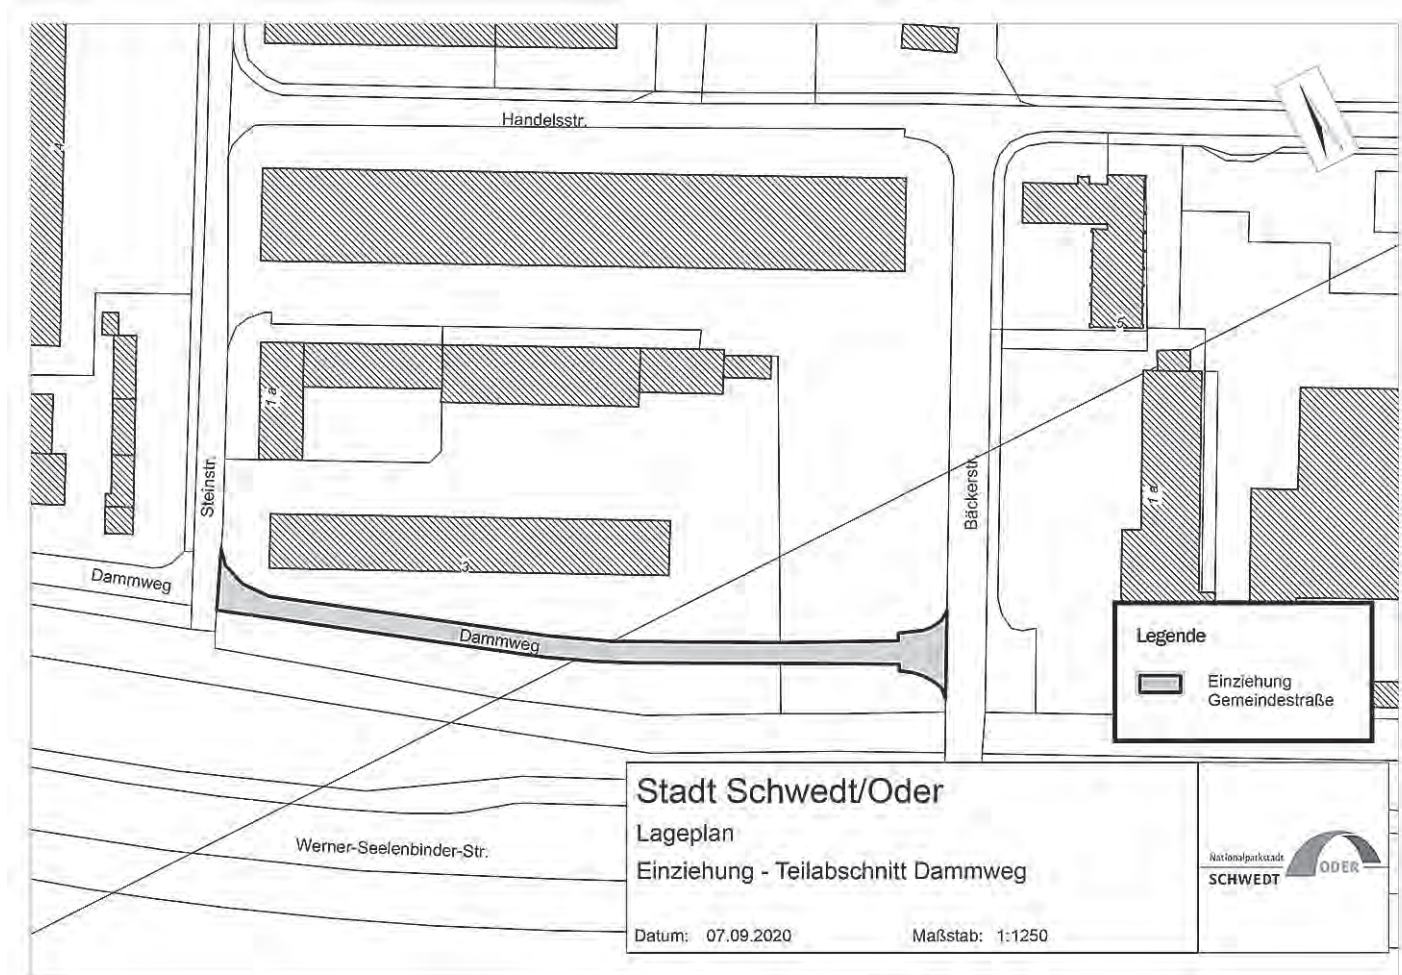 Handelsstr.
4
5
1 a
1 a
Steinstr.
Bäckerstr.
3
Dammweg
Dammweg
Legende
Einziehung
Gemeindestraße
Werner-Seelenbinder-Str.
Stadt Schwedt/Oder
Lageplan
Einziehung - Teilabschnitt Dammweg
Datum: 07.09.2020 Maßstab: 1:1250
Nationalparkstadt
SCHWEDT
ODER